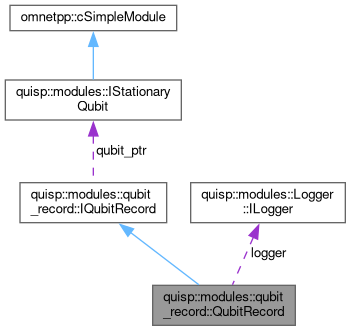 omnetpp::cSimpleModule
quisp::modules::IStationary
Qubit
qubit_ptr
quisp::modules::qubit
_record::IQubitRecord
quisp::modules::Logger
::ILogger
logger
quisp::modules::qubit
_record::QubitRecord